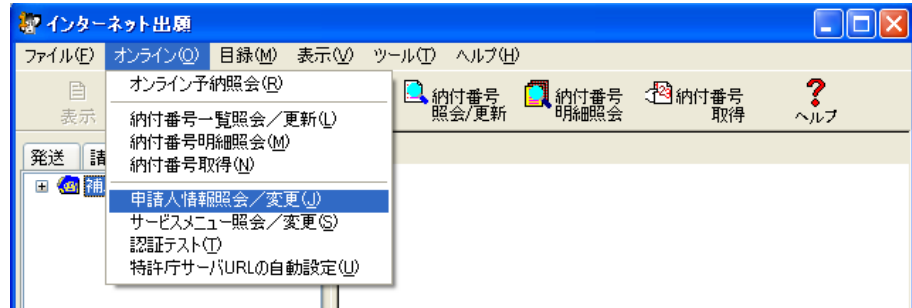 インターネット出願
ファイル(F) オンライン(O) 目録(M) 表示(V) ツール(T) ヘルプ(H)
表示
オンライン予納照会(R)
納付番号一覧照会／更新(L)
納付番号明細照会(M)
納付番号取得(N)
申請人情報照会／変更(J)
サービスメニュー照会／変更(S)
認証テスト(T)
特許庁サーバURLの自動設定(U)
納付番号
照会/更新
納付番号
明細照会
123
納付番号
取得
?
ヘルプ
発送 請
補